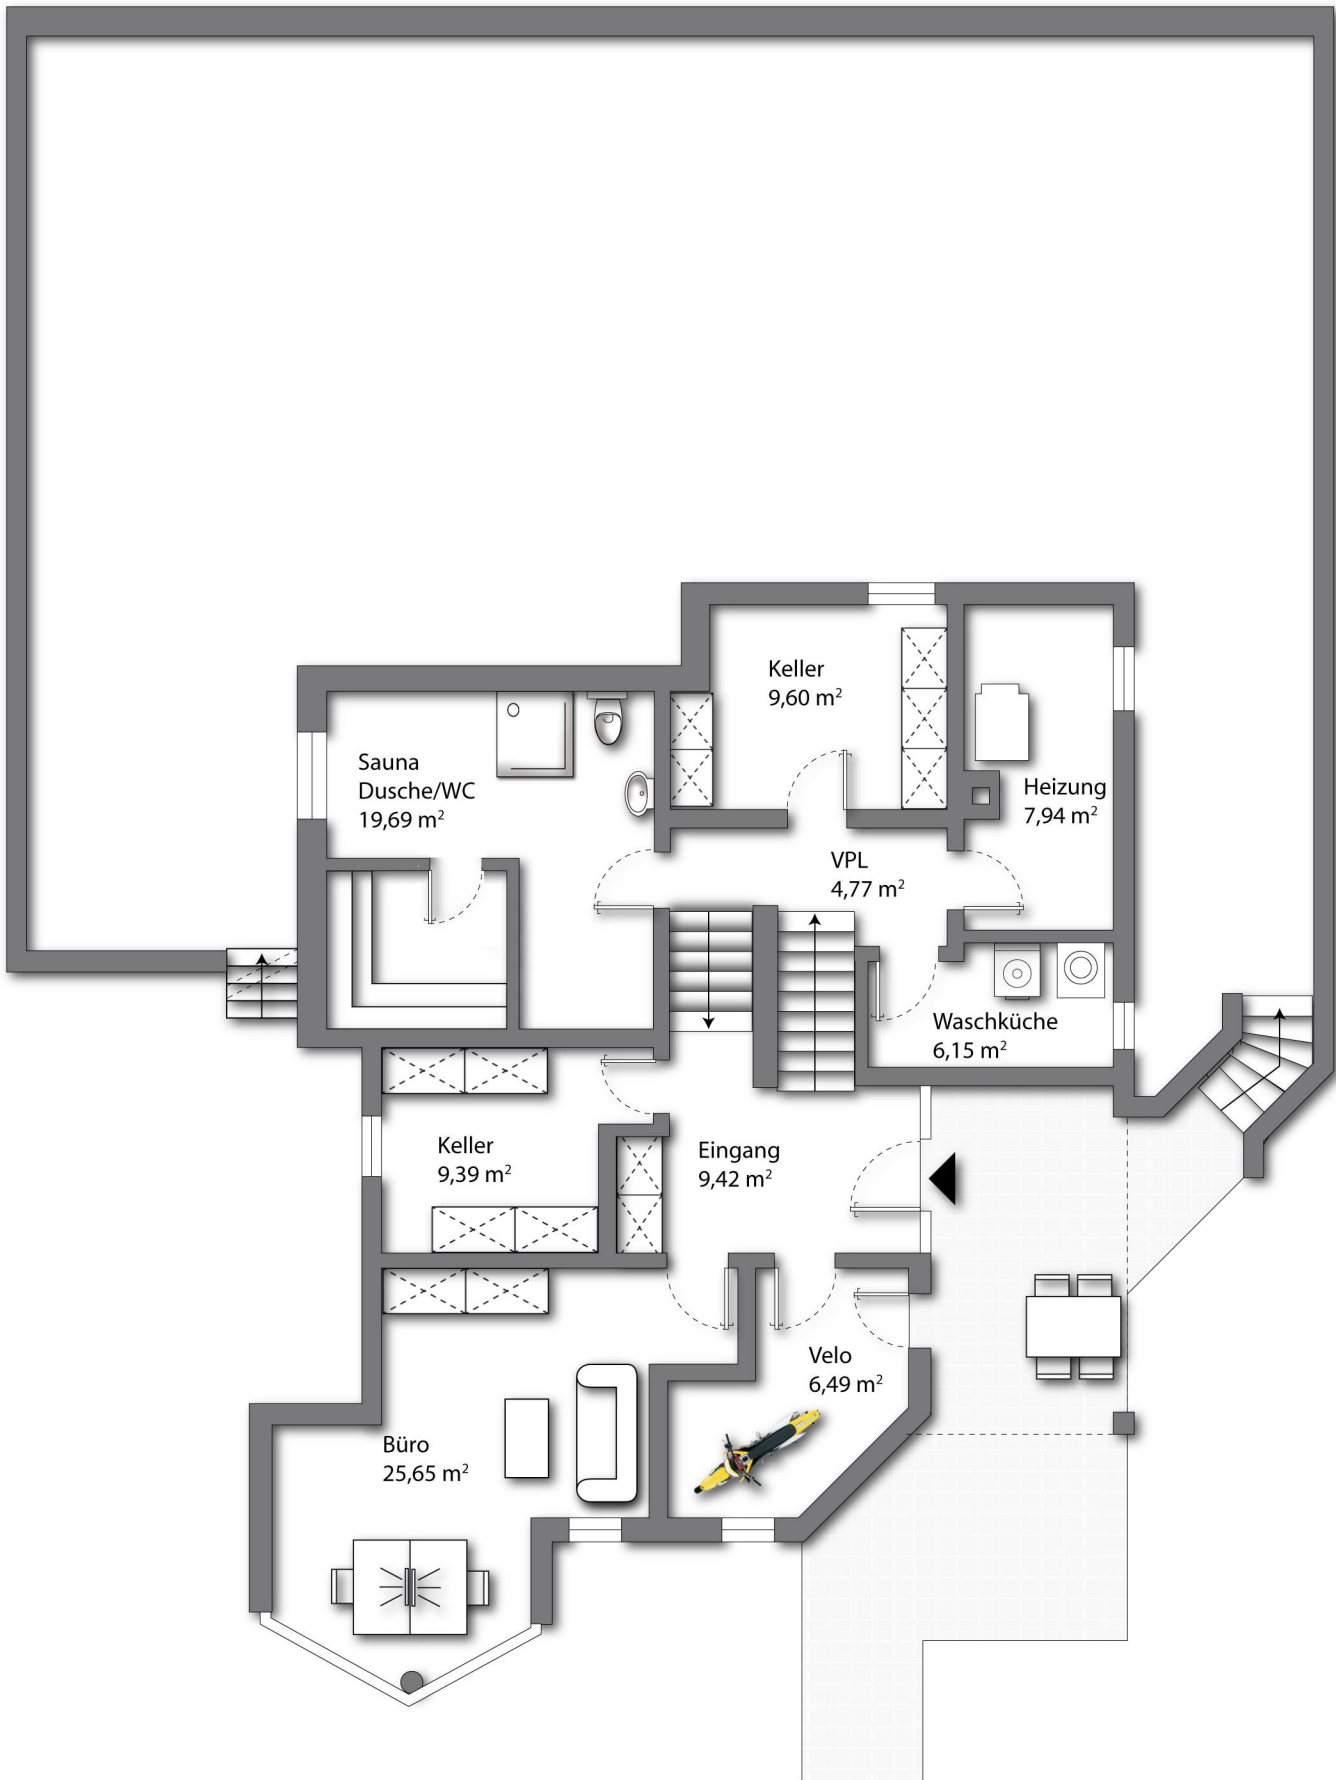 Keller
9,60 m²
Sauna
Dusche/WC
19,69 m²
Heizung
7,94 m²
VPL
4,77 m²
Waschküche
6,15 m²
Keller
9,39 m²
Eingang
9,42 m²
Velo
6,49 m²
Büro
25,65 m²